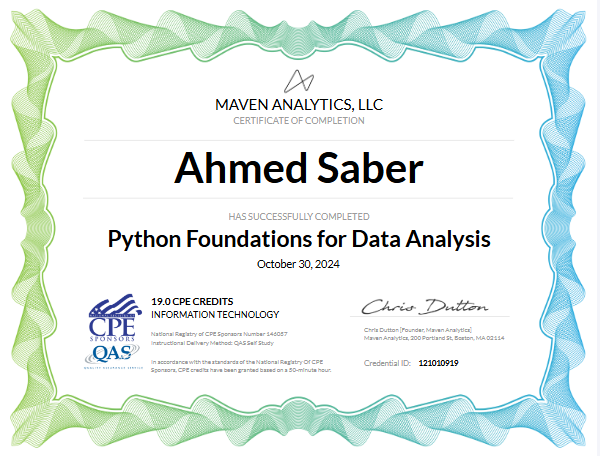 MAVEN ANALYTICS, LLC
CERTIFICATE OF COMPLETION
Ahmed Saber
HAS SUCCESSFULLY COMPLETED
Python Foundations for Data Analysis
October 30, 2024
CPE
SPONSORS
QAS
19.0 CPE CREDITS
INFORMATION TECHNOLOGY
National Registry of CPE Sponsors Number 146057
Instructional Delivery Method: QAS Self Study
In accordance with the standards of the National Registry Of CPE
Sponsors, CPE credits have been granted based on a 50-minute hour.
Chris Dutton
Chris Dutton [Founder, Maven Analytics]
Maven Analytics, 200 Portland St, Boston, MA 02114
Credential ID: 121010919